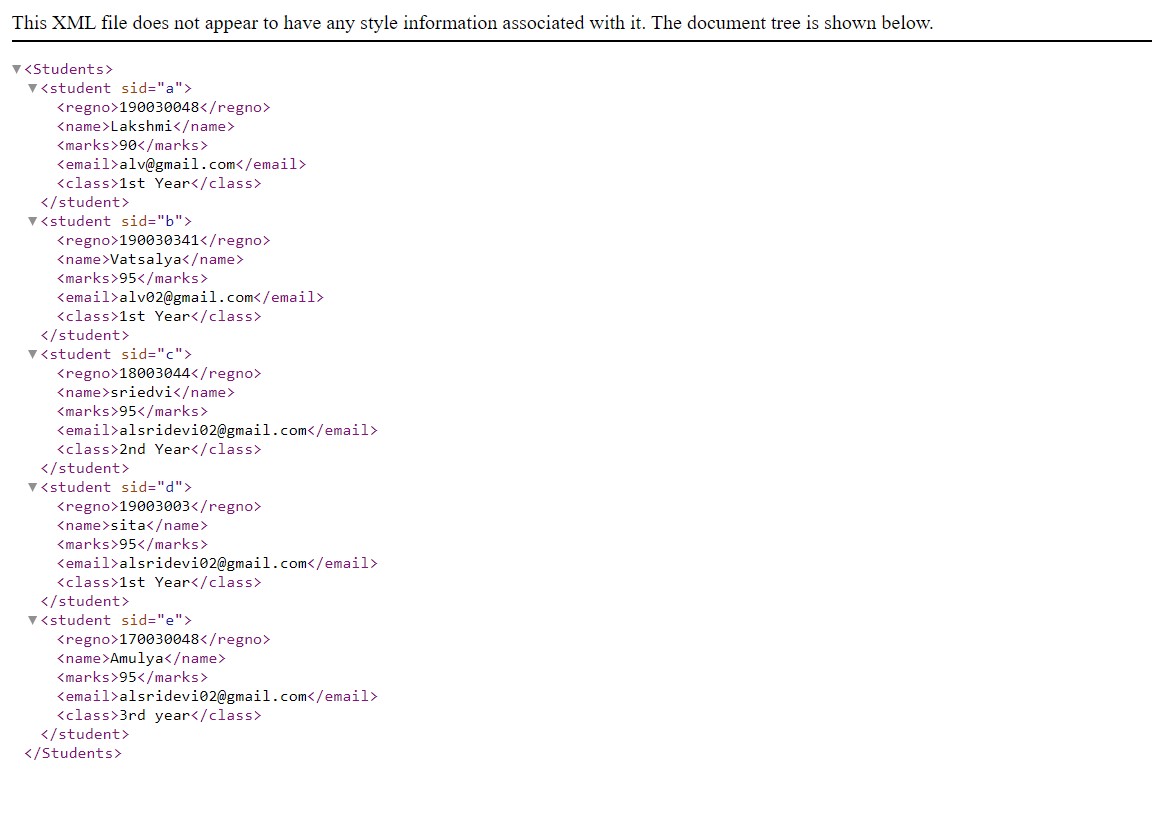 This XML file does not appear to have any style information associated with it. The document tree is shown below.
▼<Students>
▼<student sid="a">
<regno>190030048</regno>
<name>Lakshmi</name>
<marks>90</marks>
<email>alv@gmail.com</email>
<class>1st Year</class>
</student>
▼<student sid="b">
<regno>190030341</regno>
<name>Vatsalya</name>
<marks>95</marks>
<email>alv02@gmail.com</email>
<class>1st Year</class>
</student>
▼<student sid="c">
<regno>18003044</regno>
<name>sriedvi</name>
<marks>95</marks>
<email>alsridevi02@gmail.com</email>
<class>2nd Year</class>
</student>
▼<student sid="d">
<regno>19003003</regno>
<name>sita</name>
<marks>95</marks>
<email>alsridevi02@gmail.com</email>
<class>1st Year</class>
</student>
▼<student sid="e">
<regno>170030048</regno>
<name>Amulya</name>
<marks>95</marks>
<email>alsridevi02@gmail.com</email>
<class>3rd year</class>
</student>
</Students>